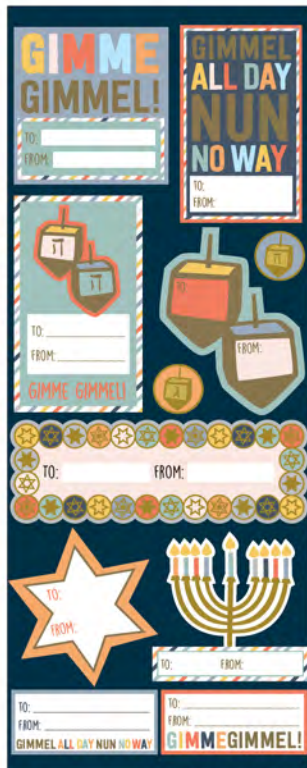 GIMME
GIMMEL!
TO:
FROM:
GIMMEL
ALL DAY
NUN
NO WAY
TO:
FROM:
ה
ה
TO:
FROM:
GIMME GIMMEL!
TO:
FROM:
TO:
FROM:
TO:
FROM:
TO:
FROM:
TO:
FROM:
GIMMEL ALL DAY NUN NO WAY
TO:
FROM:
GIMMEGIMMEL!